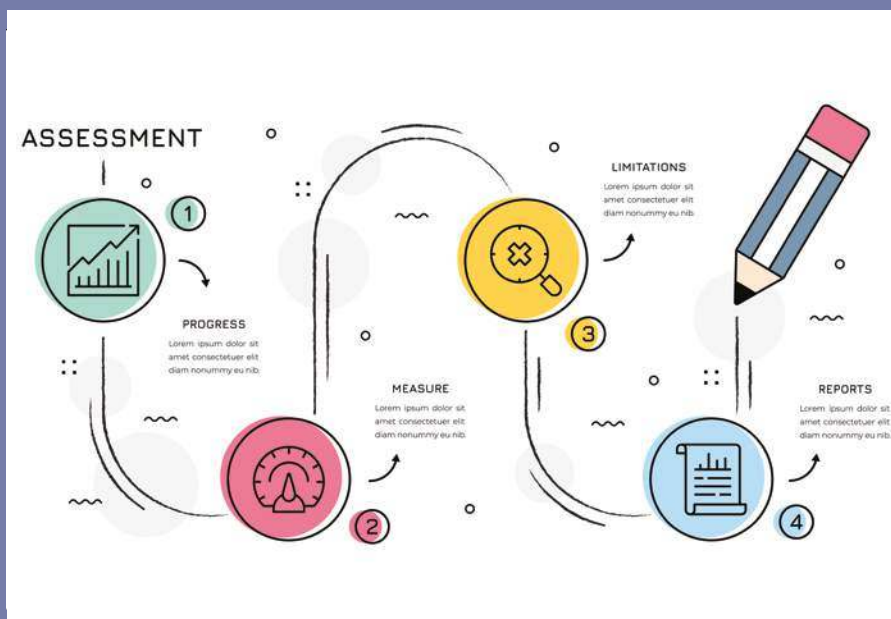 ASSESSMENT
1
PROGRESS
Lorem ipsum dolor sit
amet consectetuer elit
diam nonummy eu nib.
MEASURE
Lorem ipsum dolor sit
amet consectetuer elit
diam nonummy eu nib.
2
LIMITATIONS
Lorem ipsum dolor sit
amet consectetuer elit
diam nonummy eu nib.
3
REPORTS
Lorem ipsum dolor sit
amet consectetuer elit
diam nonummy eu nib.
4